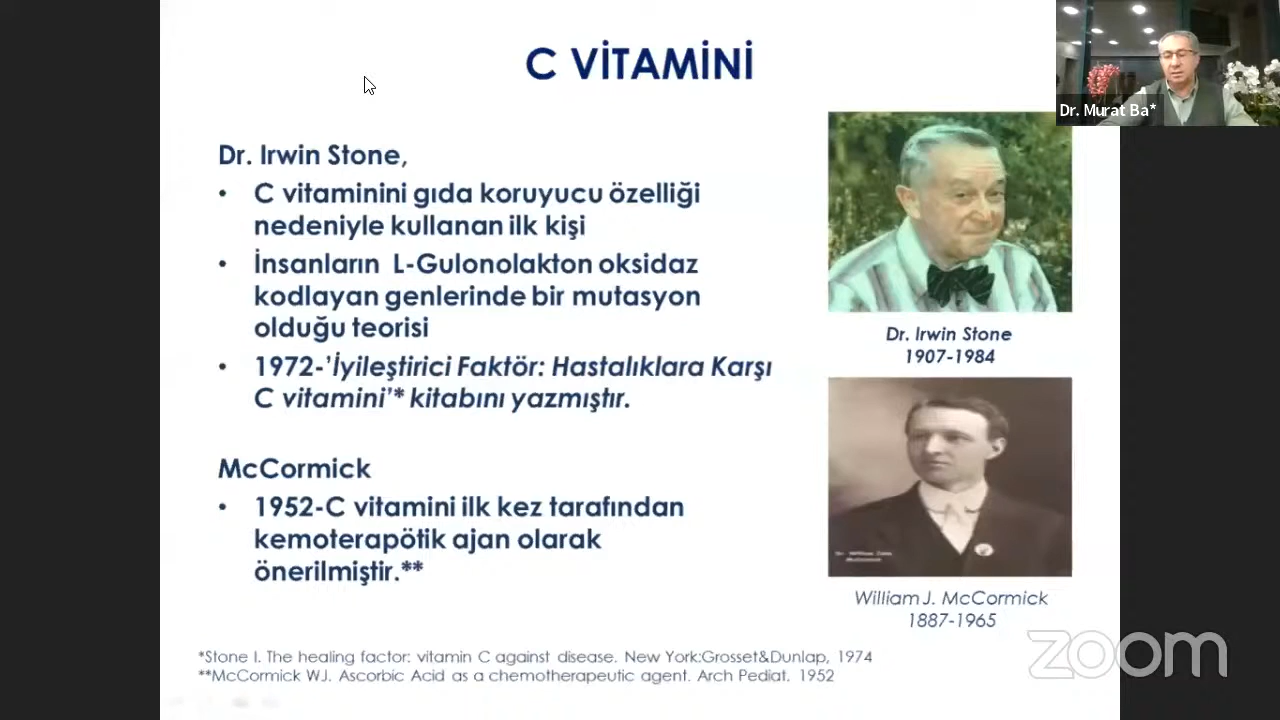 C VİTAMİNİ
Dr. Murat Ba*
Dr. Irwin Stone,
• C vitaminini gıda koruyucu özelliği
nedeniyle kullanan ilk kişi
• İnsanların L-Gulonolakton oksidaz
kodlayan genlerinde bir mutasyon
olduğu teorisi
• 1972-’İyileştirici Faktör: Hastalıklara Karşı
C vitamini’* kitabını yazmıştır.
Dr. Irwin Stone
1907-1984
McCormick
• 1952-C vitamini ilk kez tarafından
kemoterapötik ajan olarak
önerilmiştir.**
McCormick
William J. McCormick
1887-1965
*Stone I. The healing factor: vitamin C against disease. New York:Grosset&Dunlap, 1974
**McCormick WJ. Ascorbic Acid as a chemotherapeutic agent. Arch Pediat. 1952
zoom